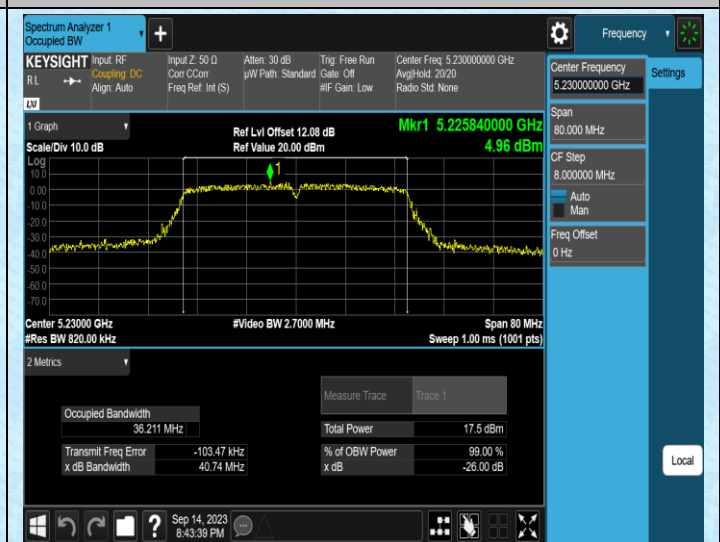 Spectrum Analyzer 1
Occupied BW
+
Frequency
KEYSIGHT
RL
LXI
Input: RF
Coupling: DC
Align: Auto
Input Z: 50 Ω
Corr CCorr
Freq Ref: Int (S)
Atten: 30 dB
µW Path: Standard
Trig: Free Run
Gate: Off
#IF Gain: Low
Center Freq: 5.230000000 GHz
Avg|Hold: 20/20
Radio Std: None
Center Frequency
5.230000000 GHz
Settings
Span
80.000 MHz
CF Step
8.000000 MHz
Auto
Man
Freq Offset
0 Hz
Local
1 Graph
Scale/Div 10.0 dB
Ref Lvl Offset 12.08 dB
Ref Value 20.00 dBm
Mkr1 5.225840000 GHz
4.96 dBm
Log
10.0
0.00
-10.0
-20.0
-30.0
-40.0
-50.0
-60.0
-70.0
1
Center 5.23000 GHz
#Video BW 2.7000 MHz
Span 80 MHz
#Res BW 820.00 kHz
Sweep 1.00 ms (1001 pts)
2 Metrics
Measure Trace
Trace 1
Occupied Bandwidth
36.211 MHz
Total Power
17.5 dBm
Transmit Freq Error
-103.47 kHz
% of OBW Power
99.00 %
x dB Bandwidth
40.74 MHz
x dB
-26.00 dB
?
Sep 14, 2023
8:43:39 PM